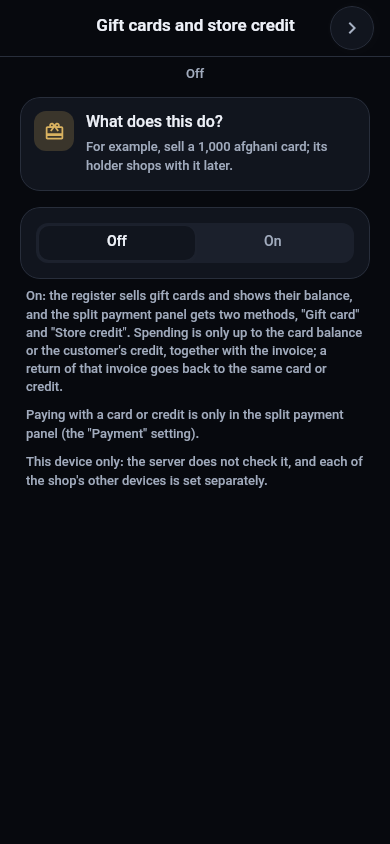 Gift cards and store credit
Off
What does this do?
For example, sell a 1,000 afghani card; its
holder shops with it later.
Off
On
On: the register sells gift cards and shows their balance,
and the split payment panel gets two methods, "Gift card"
and "Store credit". Spending is only up to the card balance
or the customer's credit, together with the invoice; a
return of that invoice goes back to the same card or
credit.
Paying with a card or credit is only in the split payment
panel (the "Payment" setting).
This device only: the server does not check it, and each of
the shop's other devices is set separately.